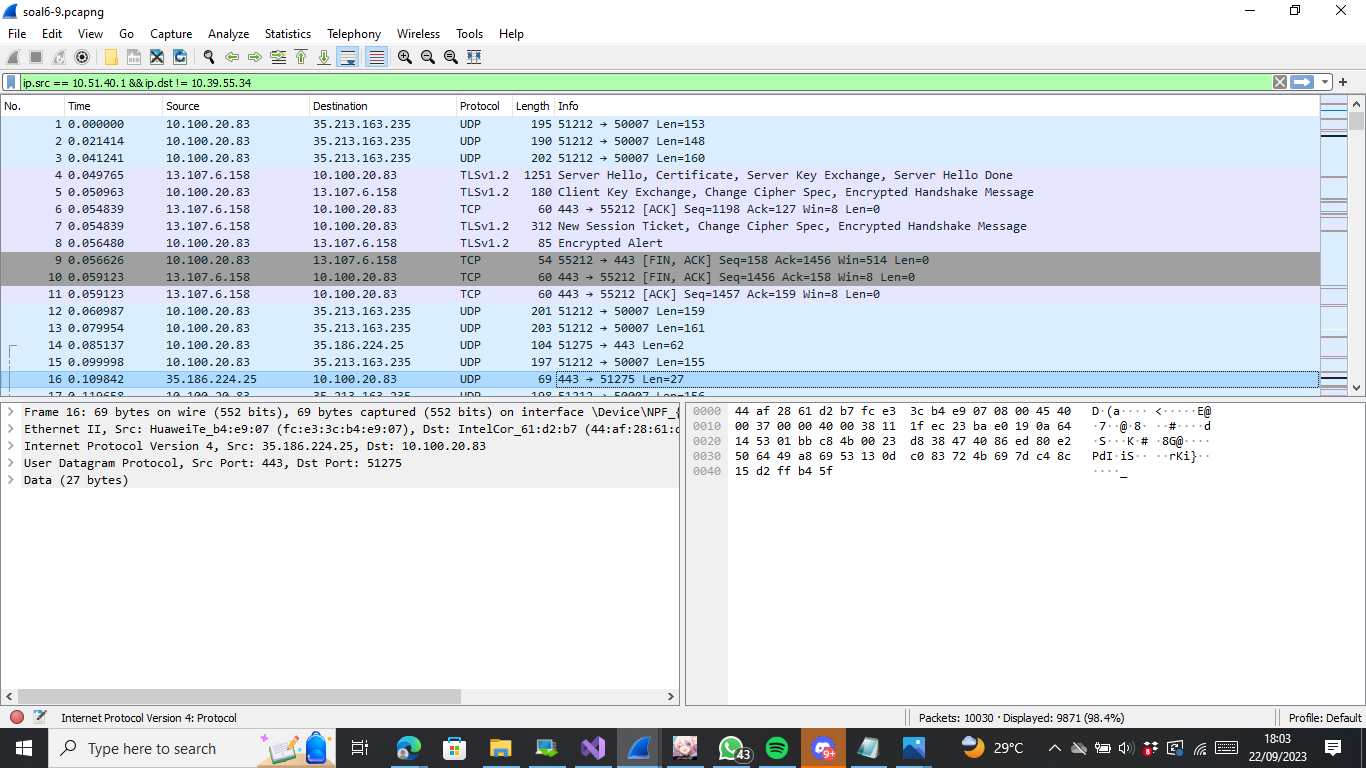 soal6-9.pcapng
File Edit View Go Capture Analyze Statistics Telephony Wireless Tools Help
ip.src == 10.51.40.1 && ip.dst != 10.39.55.34
No. Time Source Destination Protocol Length Info
1 0.000000 10.100.20.83 35.213.163.235 UDP 195 51212 → 50007 Len=153
2 0.021414 10.100.20.83 35.213.163.235 UDP 190 51212 → 50007 Len=148
3 0.041241 10.100.20.83 35.213.163.235 UDP 202 51212 → 50007 Len=160
4 0.049765 13.107.6.158 10.100.20.83 TLSv1.2 1251 Server Hello, Certificate, Server Key Exchange, Server Hello Done
5 0.050963 10.100.20.83 13.107.6.158 TLSv1.2 180 Client Key Exchange, Change Cipher Spec, Encrypted Handshake Message
6 0.054839 13.107.6.158 10.100.20.83 TCP 60 443 → 55212 [ACK] Seq=1198 Ack=127 Win=8 Len=0
7 0.054839 13.107.6.158 10.100.20.83 TLSv1.2 312 New Session Ticket, Change Cipher Spec, Encrypted Handshake Message
8 0.056480 10.100.20.83 13.107.6.158 TLSv1.2 85 Encrypted Alert
9 0.056626 10.100.20.83 13.107.6.158 TCP 54 55212 → 443 [FIN, ACK] Seq=158 Ack=1456 Win=514 Len=0
10 0.059123 13.107.6.158 10.100.20.83 TCP 60 443 → 55212 [FIN, ACK] Seq=1456 Ack=158 Win=8 Len=0
11 0.059123 13.107.6.158 10.100.20.83 TCP 60 443 → 55212 [ACK] Seq=1457 Ack=159 Win=8 Len=0
12 0.060987 10.100.20.83 35.213.163.235 UDP 201 51212 → 50007 Len=159
13 0.079954 10.100.20.83 35.213.163.235 UDP 203 51212 → 50007 Len=161
14 0.085137 10.100.20.83 35.186.224.25 UDP 104 51275 → 443 Len=62
15 0.099998 10.100.20.83 35.213.163.235 UDP 197 51212 → 50007 Len=155
16 0.109842 35.186.224.25 10.100.20.83 UDP 69 443 → 51275 Len=27
Frame 16: 69 bytes on wire (552 bits), 69 bytes captured (552 bits) on interface \Device\NPF_{
Ethernet II, Src: HuaweiTe_b4:e9:07 (fc:e3:3c:b4:e9:07), Dst: IntelCor_61:d2:b7 (44:af:28:61:d
Internet Protocol Version 4, Src: 35.186.224.25, Dst: 10.100.20.83
User Datagram Protocol, Src Port: 443, Dst Port: 51275
Data (27 bytes)
0000 44 af 28 61 d2 b7 fc e3 3c b4 e9 07 08 00 45 40 D·(a···· <·····E@
0010 00 37 00 00 40 00 38 11 1f ec 23 ba e0 19 0a 64 ·7··@·8· ··#····d
0020 14 53 01 bb c8 4b 00 23 d8 38 47 40 86 ed 80 e2 ·S···K·# ·8G@····
0030 50 64 49 a8 69 53 13 0d c0 83 72 4b 69 7d c4 8c PdI·iS·· ··rKi}··
0040 15 d2 ff b4 5f ····_
Internet Protocol Version 4: Protocol
Packets: 10030 · Displayed: 9871 (98.4%)
Profile: Default
Type here to search
43
9+
29°C
18:03
22/09/2023